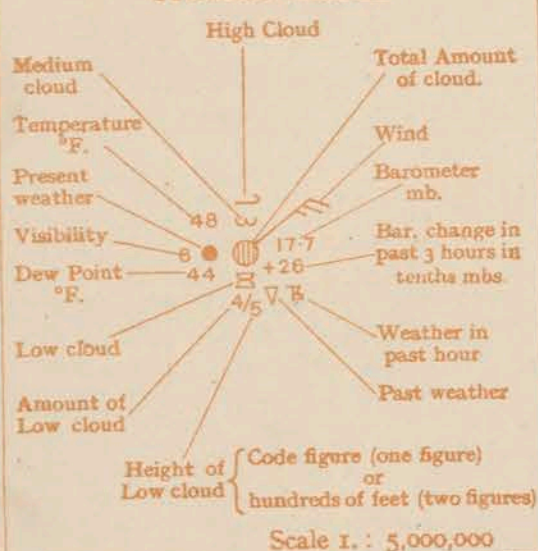 High Cloud
Medium
cloud
Total Amount
of cloud.
Temperature
°F.
Wind
Present
weather
Barometer
mb.
48
Visibility
8
17·7
Bar. change in
past 3 hours in
tenths mbs.
Dew Point
°F.
44
+26
4/5
Low cloud
Weather in
past hour
Amount of
Low cloud
Past weather
Height of
Low cloud
Code figure (one figure)
or
hundreds of feet (two figures)
Scale 1. : 5,000,000